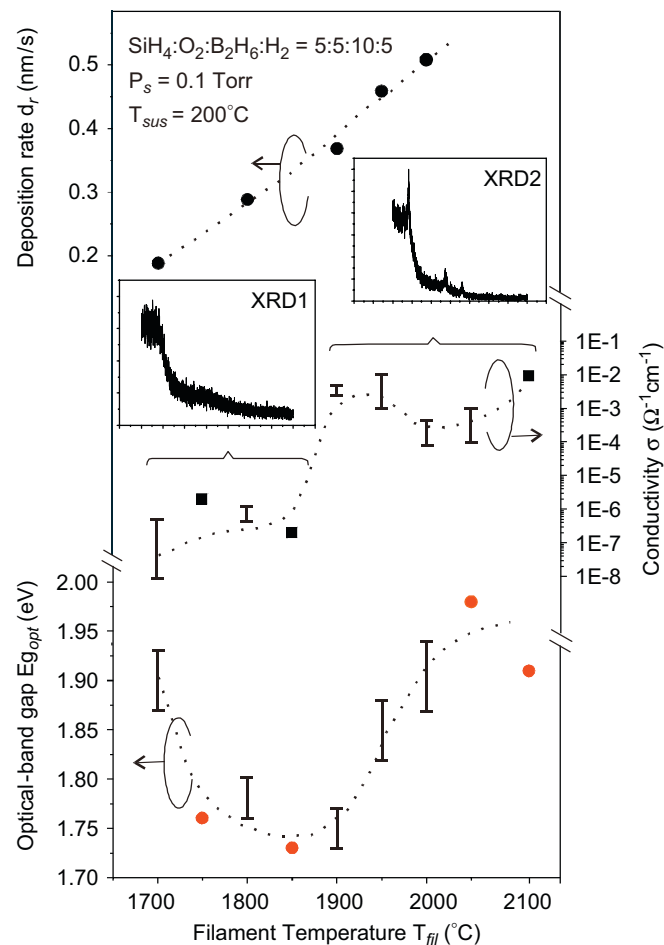 SiH₄:O₂:B₂H₆:H₂ = 5:5:10:5
Pₛ = 0.1 Torr
T_sus = 200°C
Deposition rate dᵣ (nm/s)
0.5
0.4
0.3
0.2
XRD2
XRD1
1E-1
1E-2
1E-3
1E-4
1E-5
1E-6
1E-7
1E-8
Conductivity σ (Ω⁻¹cm⁻¹)
2.00
1.95
1.90
1.85
1.80
1.75
1.70
Optical-band gap Eg_opt (eV)
1700 1800 1900 2000 2100
Filament Temperature T_fil (°C)